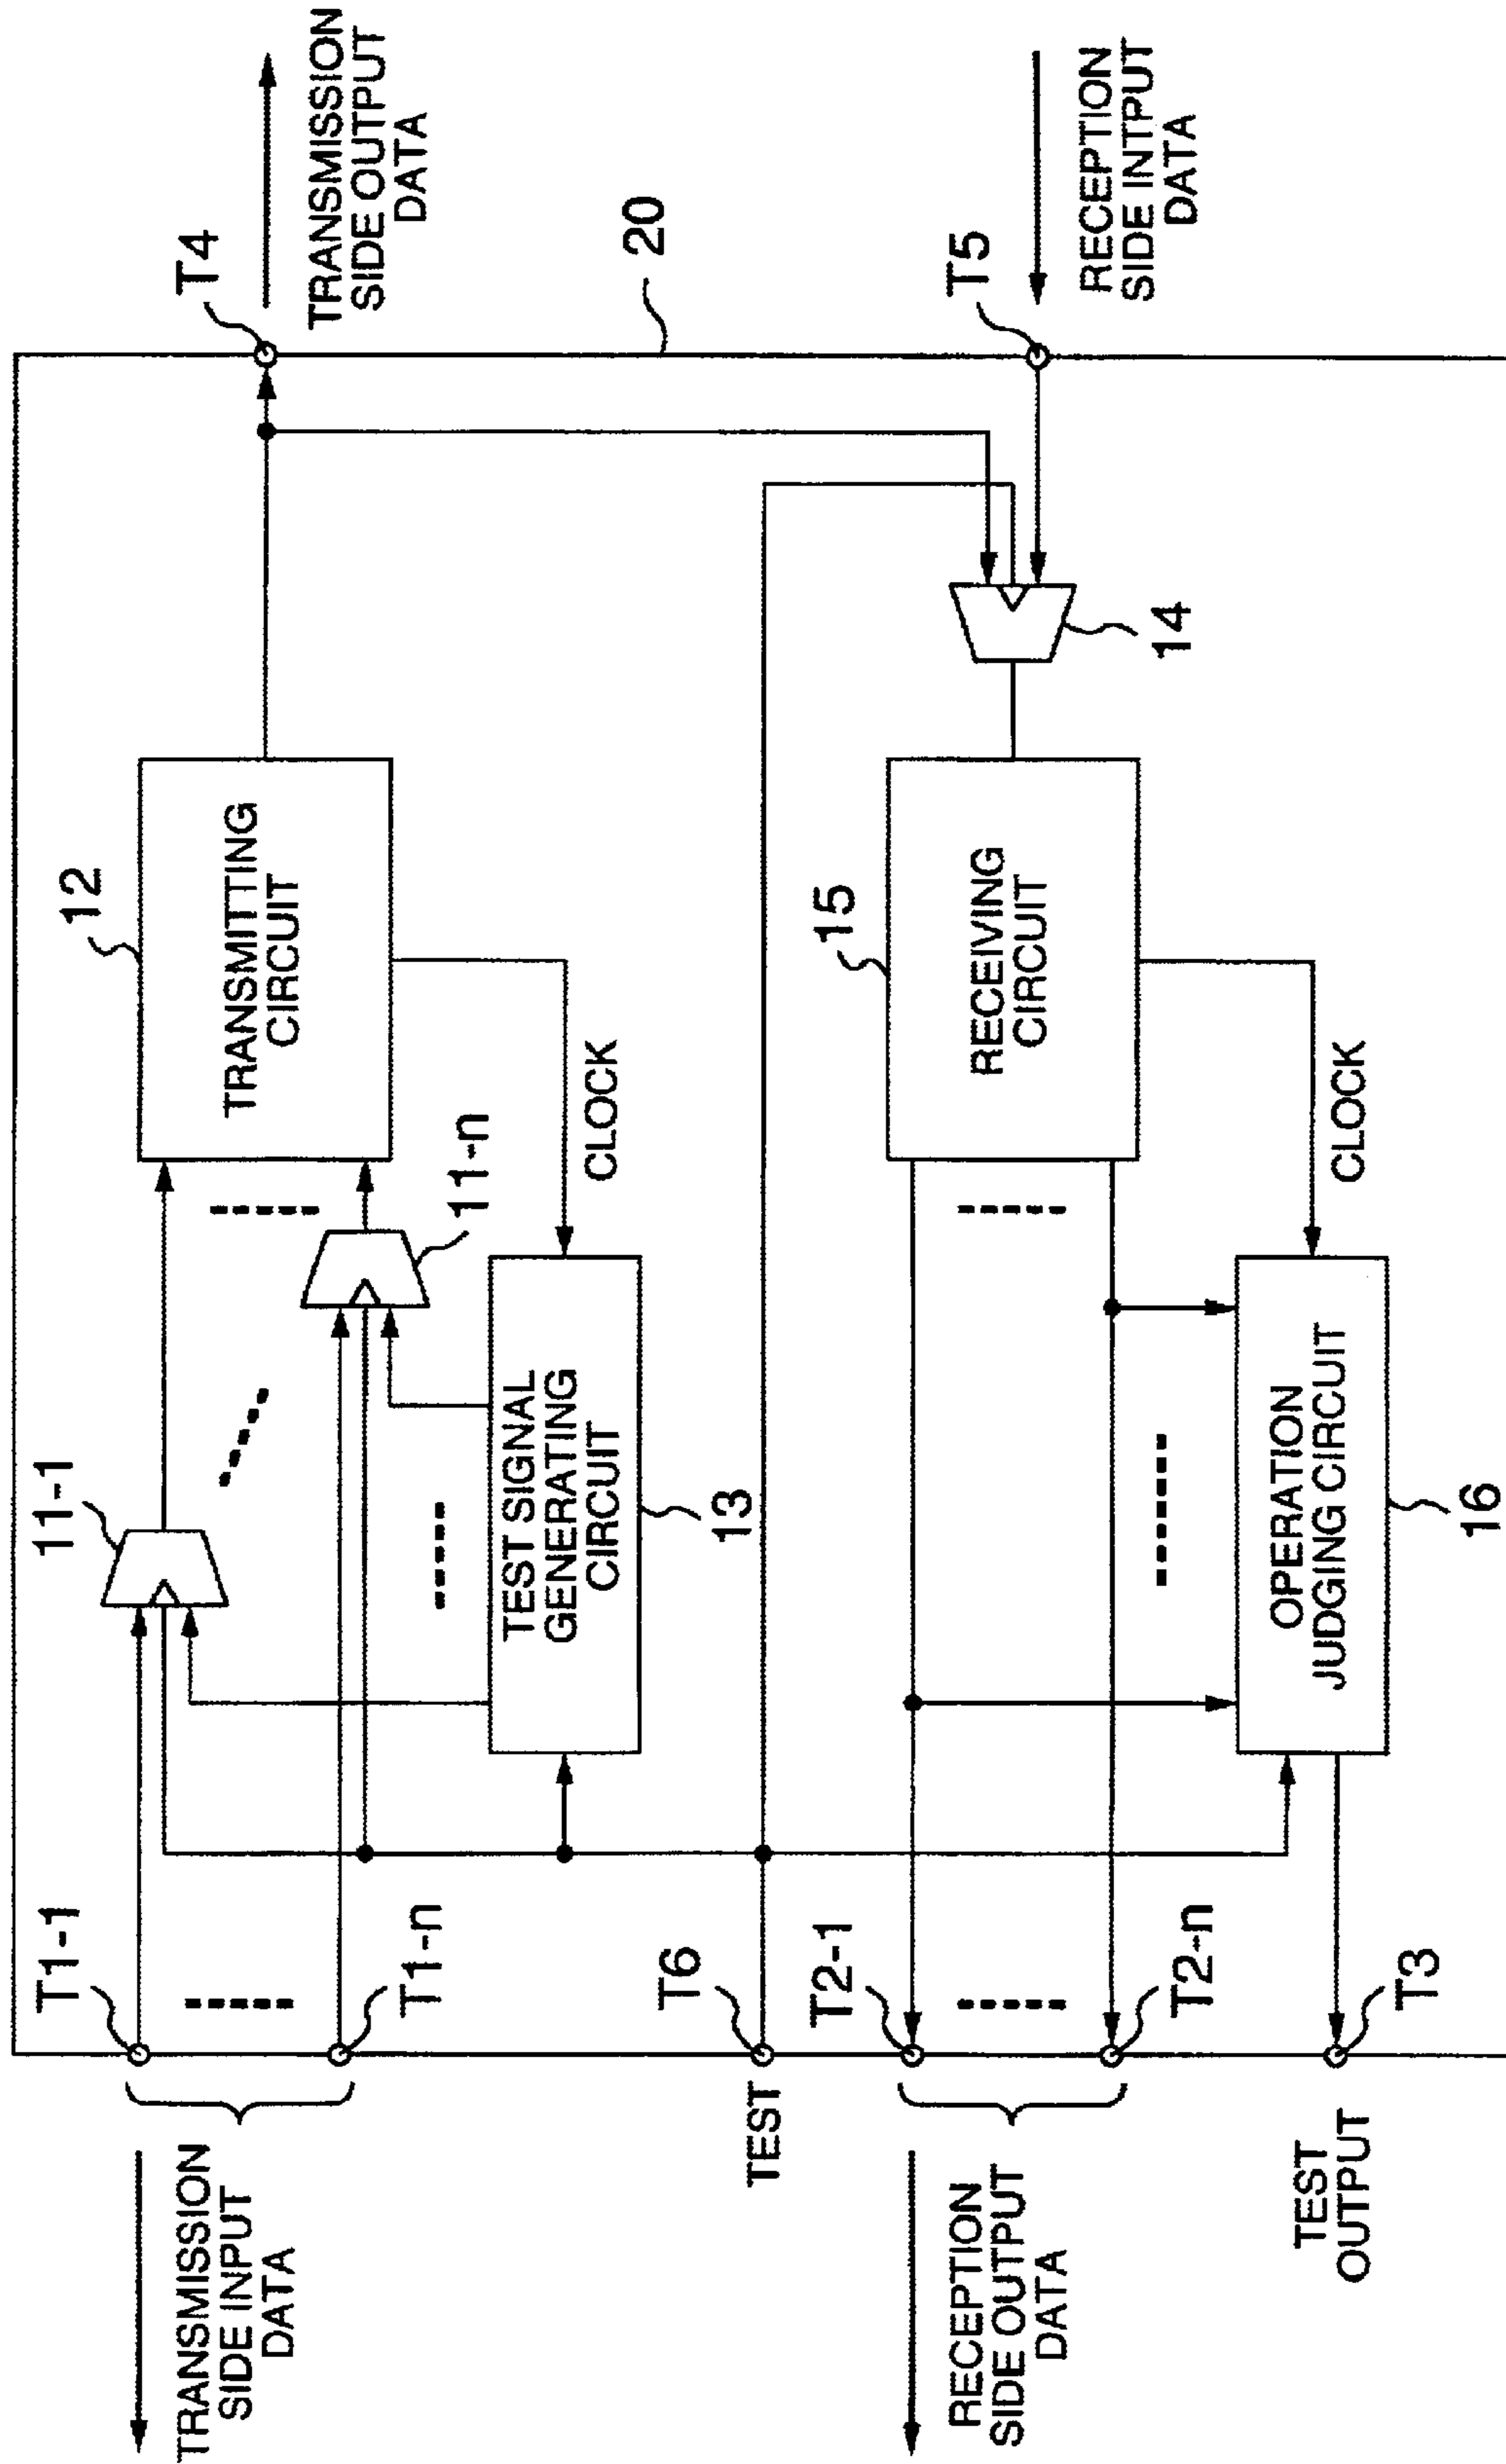 T1-1
T1-n
TRANSMISSION
SIDE INPUT
DATA
11-1
11-n
12
TRANSMITTING
CIRCUIT
CLOCK
TEST SIGNAL
GENERATING
CIRCUIT
13
T4
TRANSMISSION
SIDE OUTPUT
DATA
20
T6
TEST
T5
RECEPTION
SIDE INTPUT
DATA
14
15
RECEIVING
CIRCUIT
CLOCK
T2-1
T2-n
RECEPTION
SIDE OUTPUT
DATA
OPERATION
JUDGING CIRCUIT
16
T3
TEST
OUTPUT